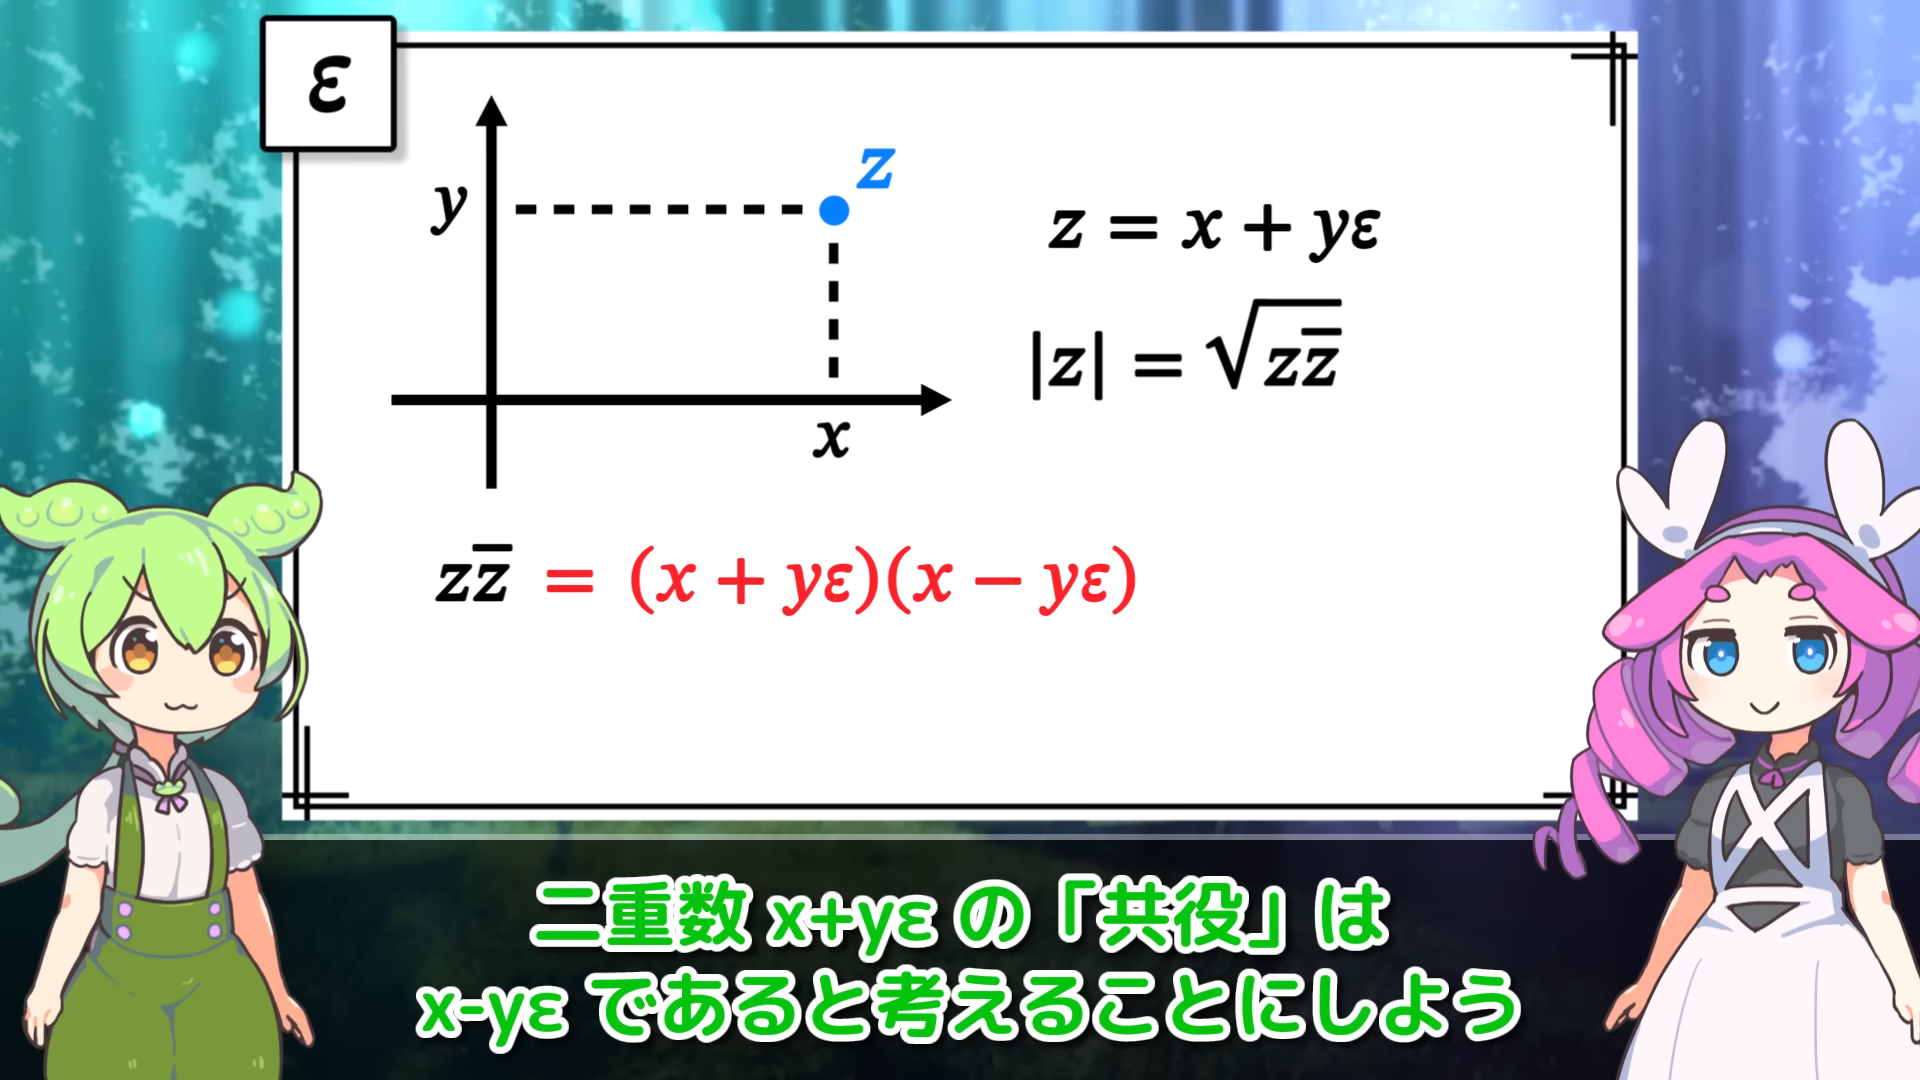 ε
y
z
x
z = x + yε
|z| = √zz̅
zz̅ = (x + yε)(x − yε)
二重数 x+yε の「共役」は
x-yε であると考えることにしよう